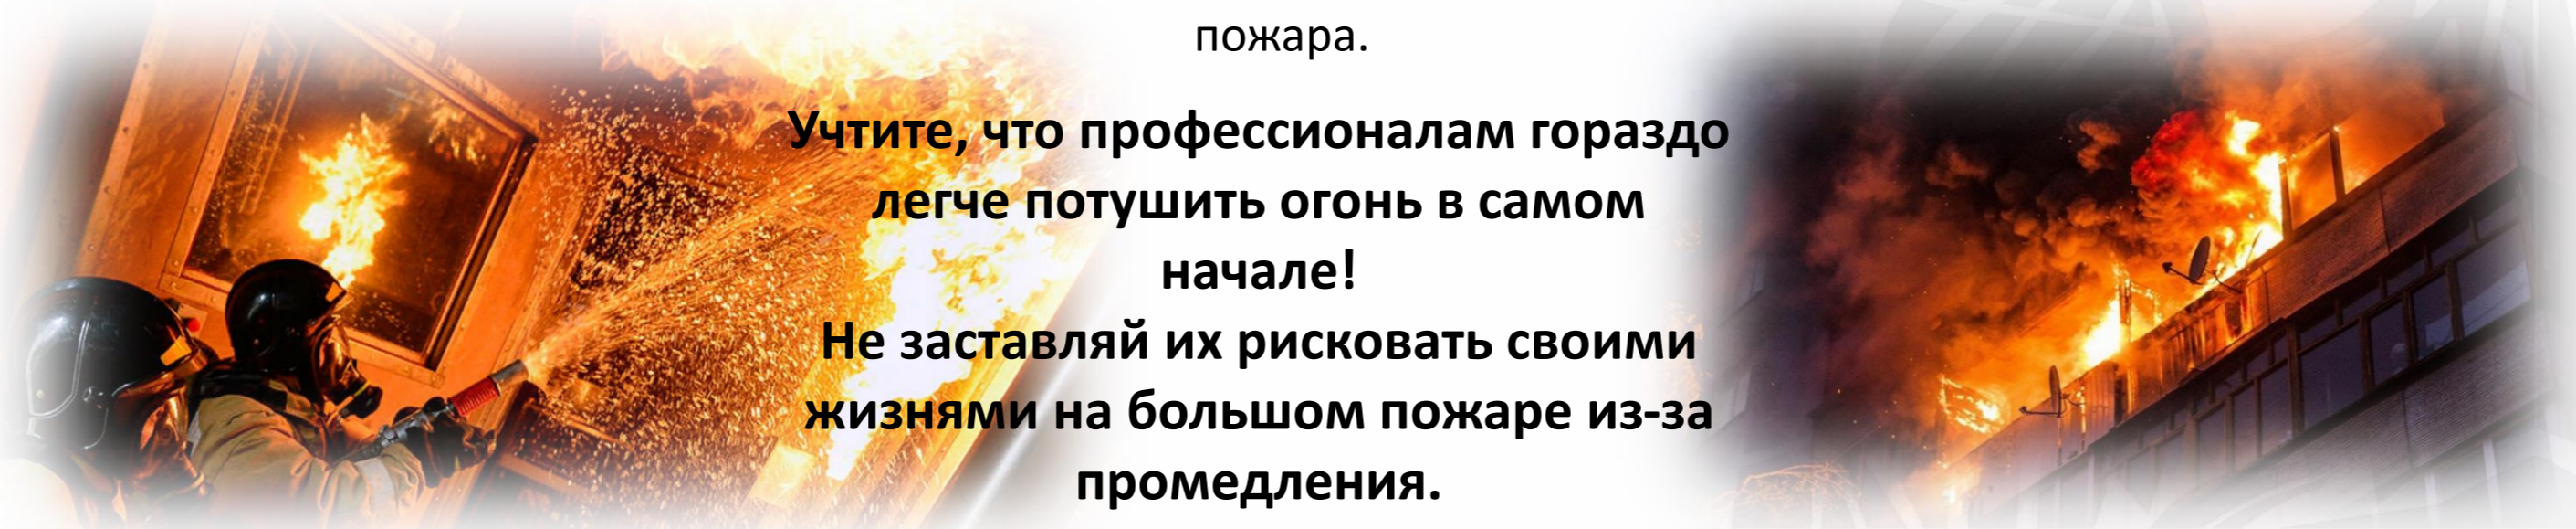 пожара.
Учтите, что профессионалам гораздо
легче потушить огонь в самом
начале!
Не заставляй их рисковать своими
жизнями на большом пожаре из-за
промедления.